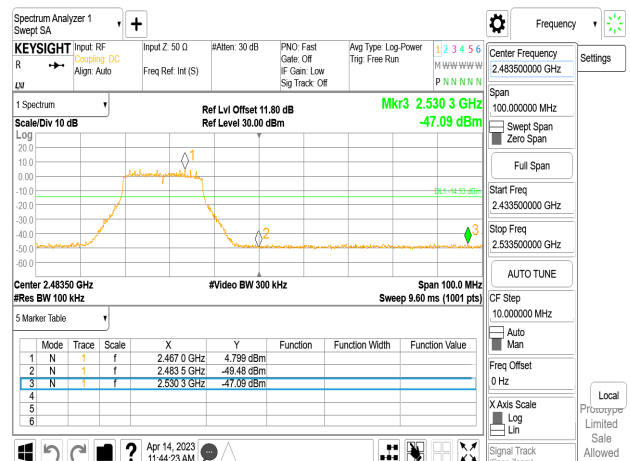 Spectrum Analyzer 1
Swept SA
Frequency
KEYSIGHT
R
LXI
Input: RF
Coupling: DC
Align: Auto
Input Z: 50 Ω
Freq Ref: Int (S)
#Atten: 30 dB
PNO: Fast
Gate: Off
IF Gain: Low
Sig Track: Off
Avg Type: Log-Power
Trig: Free Run
1 2 3 4 5 6
M W W W W W
P N N N N N
1 Spectrum
Scale/Div 10 dB
Ref Lvl Offset 11.80 dB
Ref Level 30.00 dBm
Mkr3 2.530 3 GHz
-47.09 dBm
Log
20.0
10.0
0.00
-10.0
-20.0
-30.0
-40.0
-50.0
-60.0
1
2
3
DL1 -14.53 dBm
Center 2.48350 GHz
#Res BW 100 kHz
#Video BW 300 kHz
Span 100.0 MHz
Sweep 9.60 ms (1001 pts)
5 Marker Table
Mode Trace Scale X Y Function Function Width Function Value
1 N 1 f 2.467 0 GHz 4.799 dBm
2 N 1 f 2.483 5 GHz -49.48 dBm
3 N 1 f 2.530 3 GHz -47.09 dBm
4
5
6
?
Apr 14, 2023
11:44:23 AM
Center Frequency
2.483500000 GHz
Span
100.000000 MHz
Swept Span
Zero Span
Full Span
Start Freq
2.433500000 GHz
Stop Freq
2.533500000 GHz
AUTO TUNE
CF Step
10.000000 MHz
Auto
Man
Freq Offset
0 Hz
X Axis Scale
Log
Lin
Signal Track
(Span Zoom)
Settings
Local
Prototype
Limited
Sale
Allowed